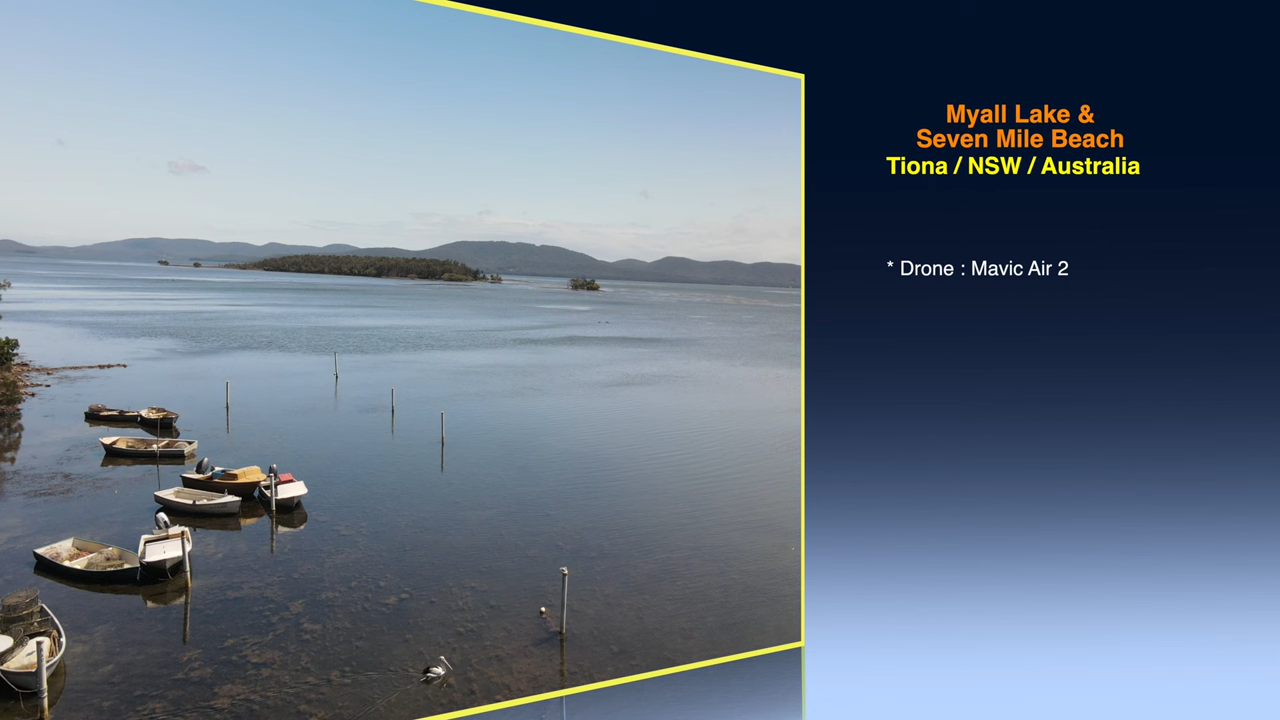 Myall Lake &
Seven Mile Beach
Tiona / NSW / Australia
* Drone : Mavic Air 2